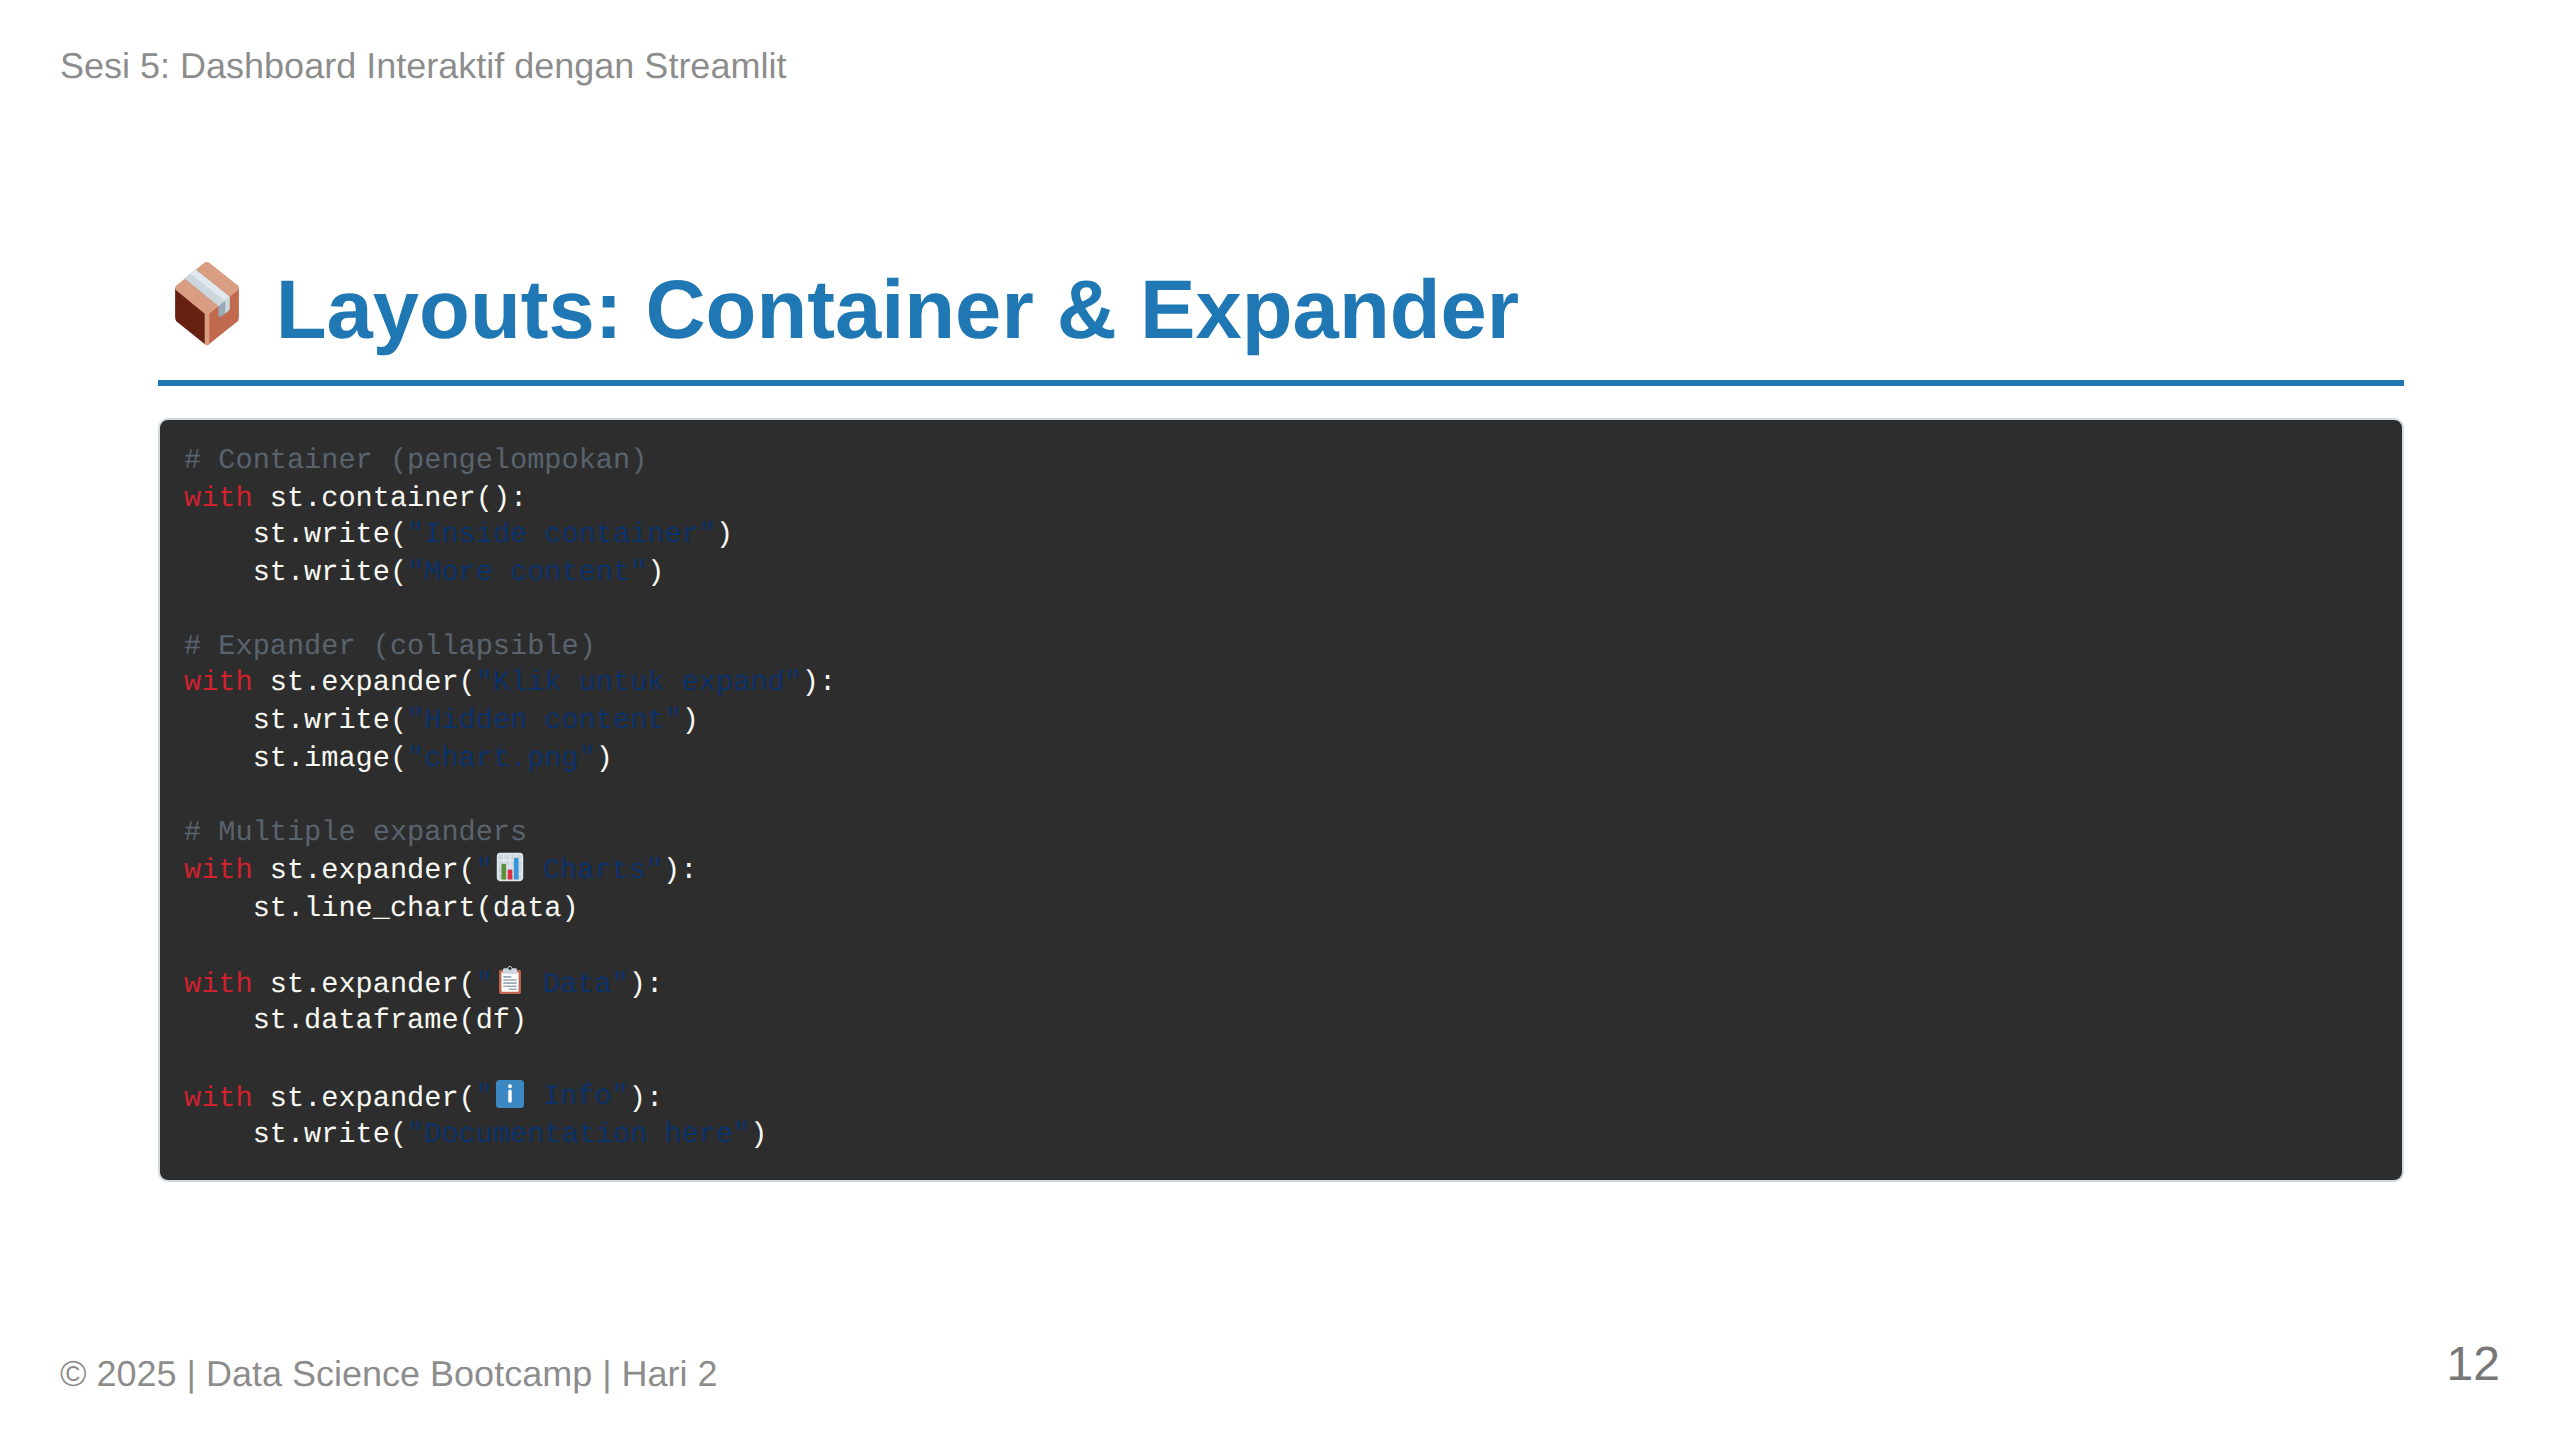 Sesi 5: Dashboard Interaktif dengan Streamlit
📦 Layouts: Container & Expander
# Container (pengelompokan)
with st.container():
    st.write("Inside container")
    st.write("More content")
# Expander (collapsible)
with st.expander("Klik untuk expand"):
    st.write("Hidden content")
    st.image("chart.png")
# Multiple expanders
with st.expander("📊 Charts"):
    st.line_chart(data)
with st.expander("📋 Data"):
    st.dataframe(df)
with st.expander("ℹ️ Info"):
    st.write("Documentation here")
© 2025 | Data Science Bootcamp | Hari 2
12